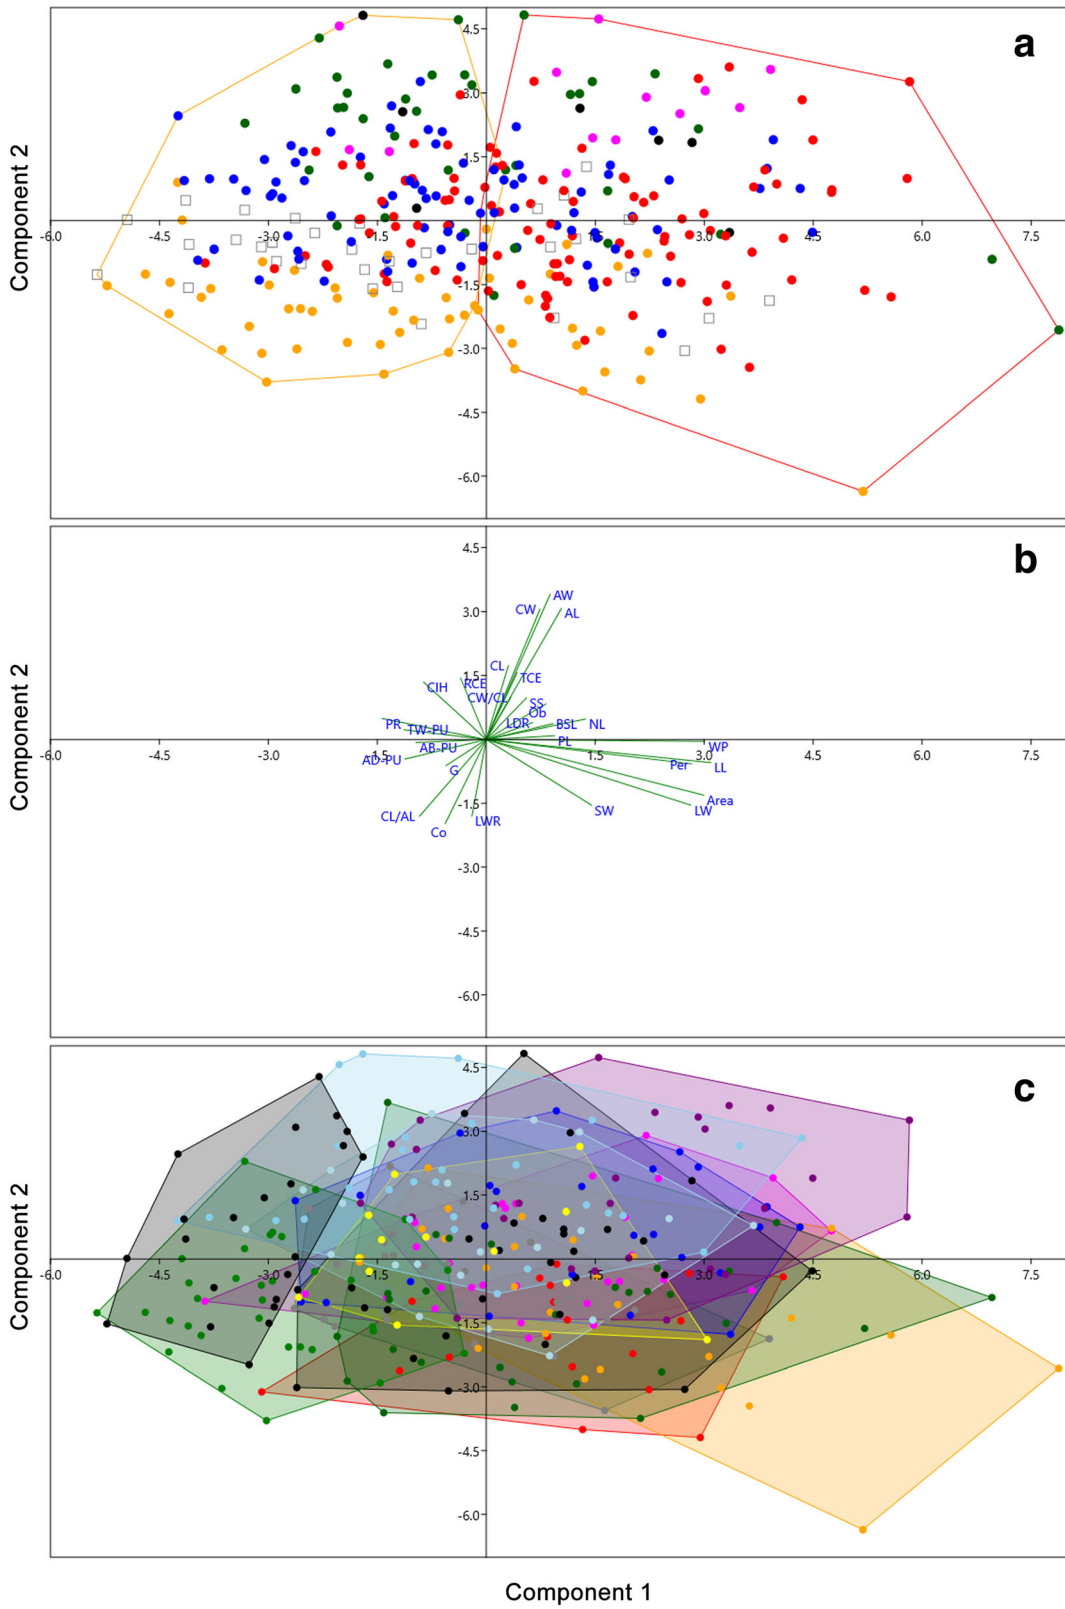 a
4.5
3.0
1.5
-6.0 -4.5 -3.0 -1.5 1.5 3.0 4.5 6.0 7.5
-1.5
-3.0
-4.5
-6.0
Component 2
b
4.5
3.0
1.5
AW
CW
AL
CL
TCE
RCE
CIH
CW/CL
SS
Ob
PR
TW-PU
LDR
BSL
NL
PL
AB-PU
WP
AD-PU
Per
LL
G
-6.0 -4.5 -3.0 -1.5 1.5 3.0 4.5 6.0 7.5
Area
-1.5
SW
LW
CL/AL
LWR
Co
-3.0
-4.5
-6.0
Component 2
c
4.5
3.0
1.5
-6.0 -4.5 -3.0 -1.5 1.5 3.0 4.5 6.0 7.5
-1.5
-3.0
-4.5
-6.0
Component 2
Component 1